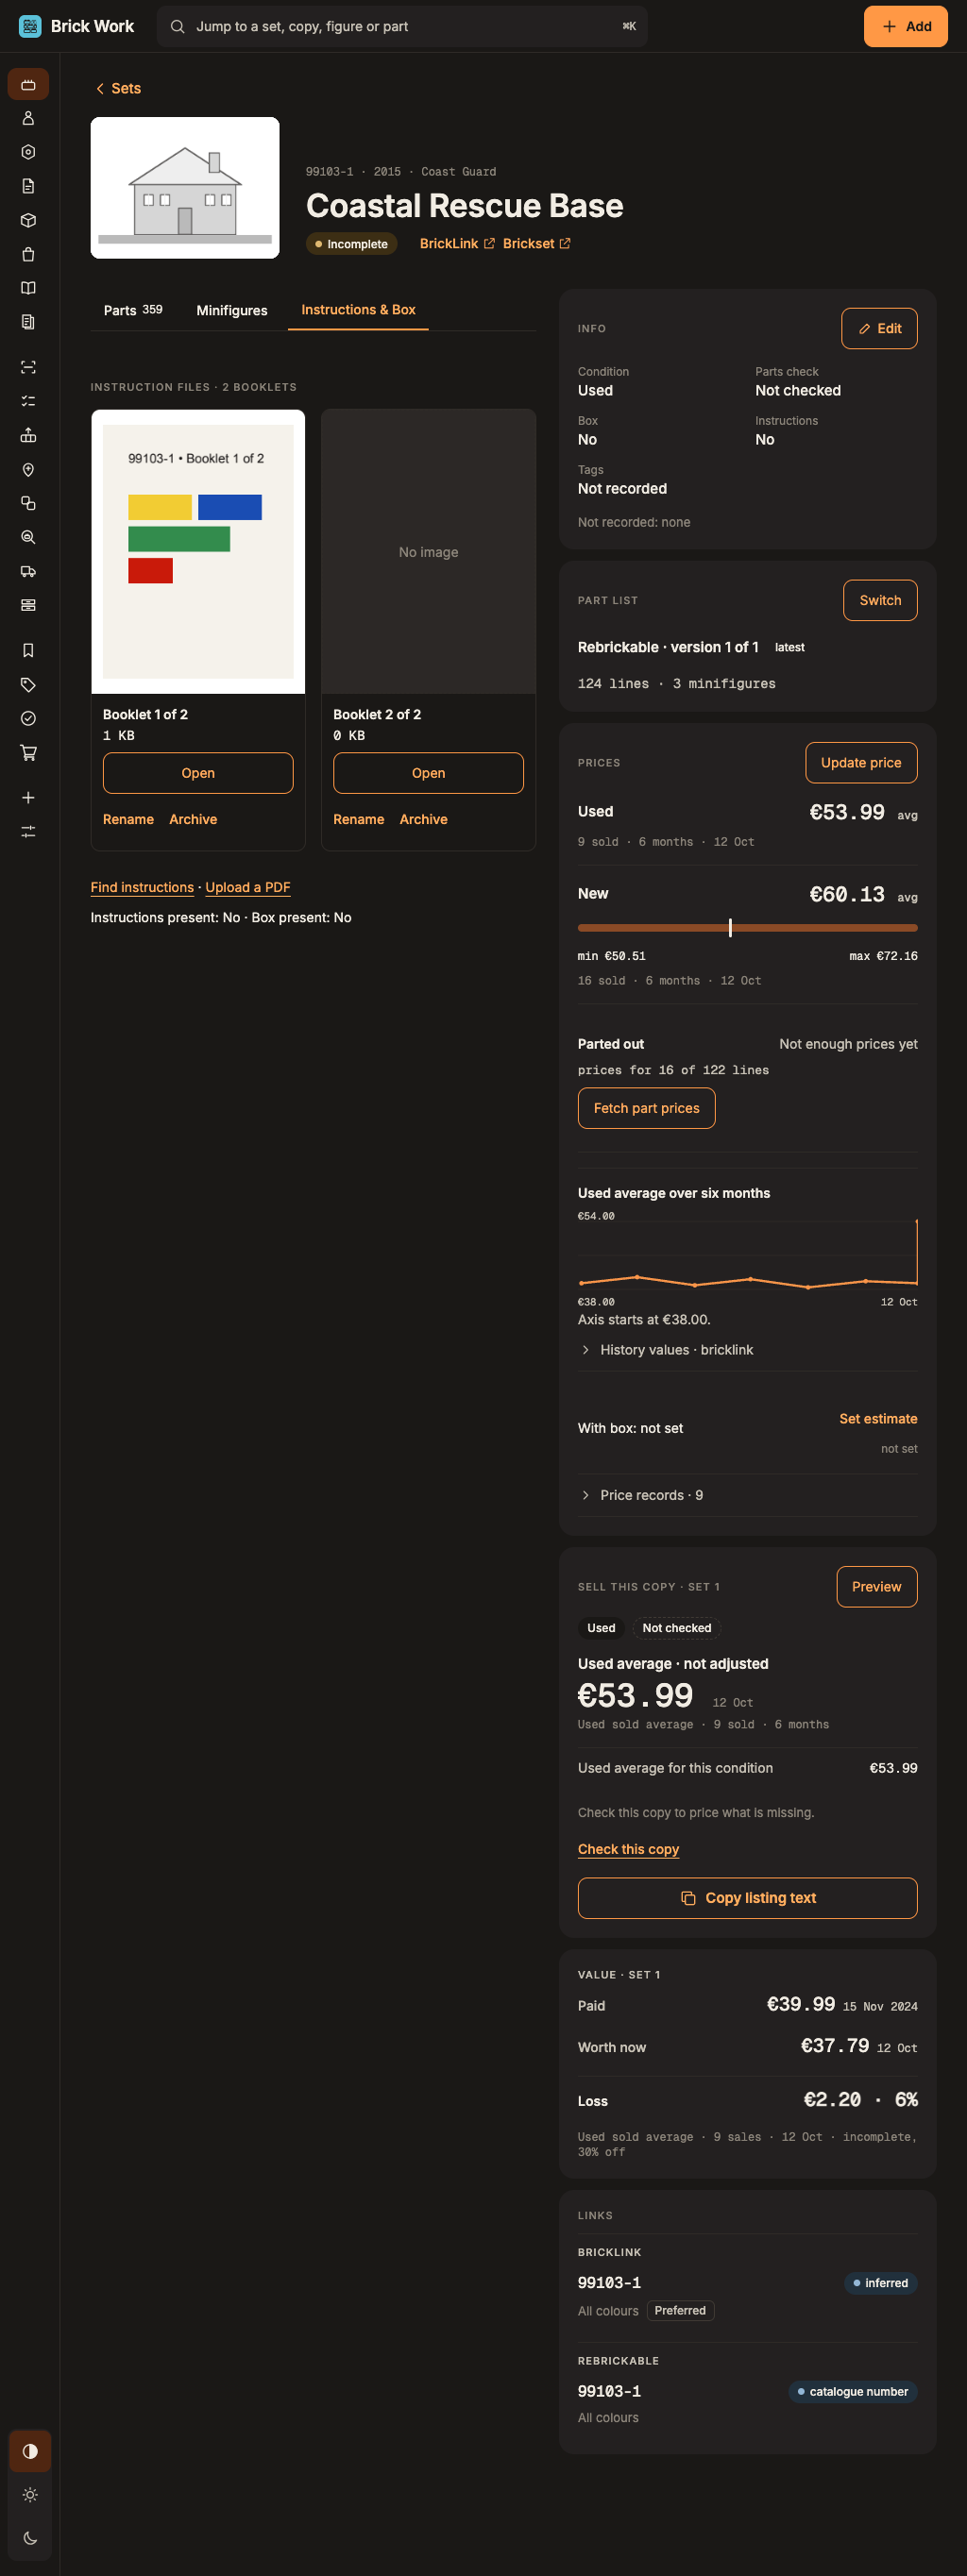 Brick Work
Jump to a set, copy, figure or part
⌘K
Add
Sets
99103-1 · 2015 · Coast Guard
Coastal Rescue Base
Incomplete
BrickLink
Brickset
Parts 359
Minifigures
Instructions & Box
INSTRUCTION FILES · 2 BOOKLETS
99103-1 • Booklet 1 of 2
Booklet 1 of 2
1 KB
Open
Rename
Archive
No image
Booklet 2 of 2
0 KB
Open
Rename
Archive
Find instructions · Upload a PDF
Instructions present: No · Box present: No
INFO
Edit
Condition
Used
Parts check
Not checked
Box
No
Instructions
No
Tags
Not recorded
Not recorded: none
PART LIST
Switch
Rebrickable · version 1 of 1 latest
124 lines · 3 minifigures
PRICES
Update price
Used
€53.99 avg
9 sold · 6 months · 12 Oct
New
€60.13 avg
min €50.51
max €72.16
16 sold · 6 months · 12 Oct
Parted out
Not enough prices yet
prices for 16 of 122 lines
Fetch part prices
Used average over six months
€54.00
€38.00
12 Oct
Axis starts at €38.00.
History values · bricklink
With box: not set
Set estimate
not set
Price records · 9
SELL THIS COPY · SET 1
Preview
Used
Not checked
Used average · not adjusted
€53.99 12 Oct
Used sold average · 9 sold · 6 months
Used average for this condition
€53.99
Check this copy to price what is missing.
Check this copy
Copy listing text
VALUE · SET 1
Paid
€39.99 15 Nov 2024
Worth now
€37.79 12 Oct
Loss
€2.20 · 6%
Used sold average · 9 sales · 12 Oct · incomplete,
30% off
LINKS
BRICKLINK
99103-1
inferred
All colours
Preferred
REBRICKABLE
99103-1
catalogue number
All colours